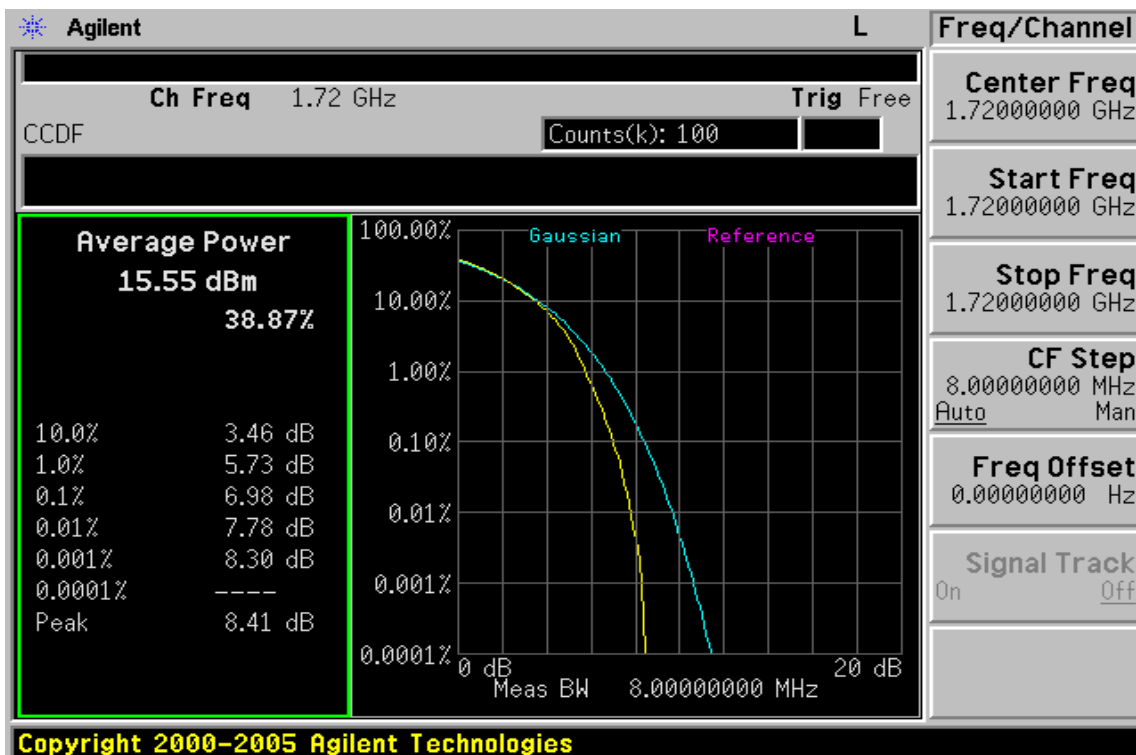 Agilent L Freq/Channel
Ch Freq 1.72 GHz Trig Free
CCDF Counts(k): 100
Average Power
15.55 dBm
38.87%
10.0% 3.46 dB
1.0% 5.73 dB
0.1% 6.98 dB
0.01% 7.78 dB
0.001% 8.30 dB
0.0001% ----
Peak 8.41 dB
Gaussian Reference
100.00%
10.00%
1.00%
0.10%
0.01%
0.001%
0.0001%
0 dB 20 dB
Meas BW 8.00000000 MHz
Center Freq
1.72000000 GHz
Start Freq
1.72000000 GHz
Stop Freq
1.72000000 GHz
CF Step
8.00000000 MHz
Auto Man
Freq Offset
0.00000000 Hz
Signal Track
On Off
Copyright 2000-2005 Agilent Technologies